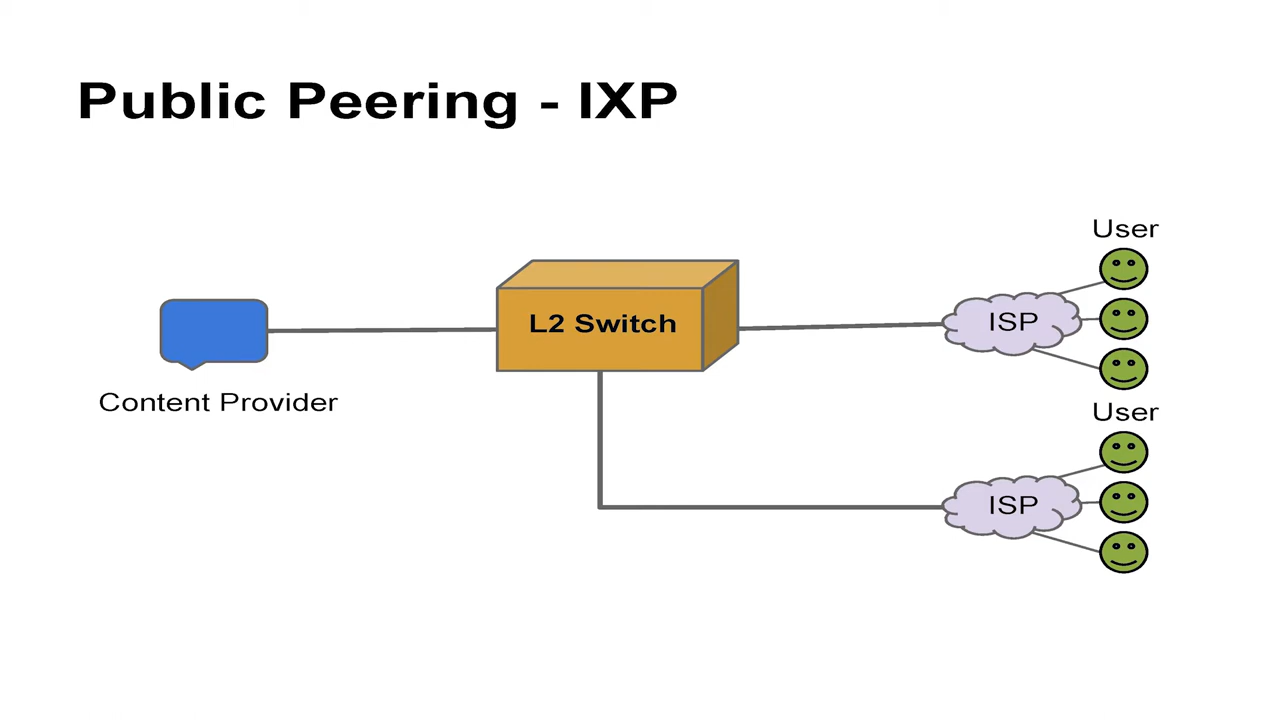 Public Peering - IXP
User
L2 Switch
ISP
Content Provider
User
ISP